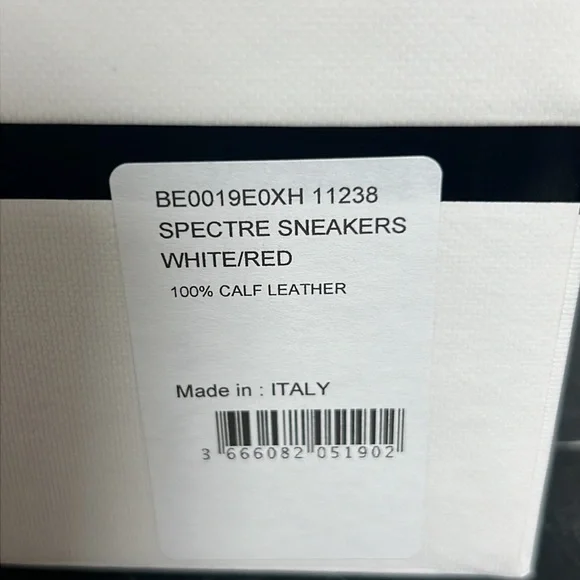 BE0019E0XH 11238
SPECTRE SNEAKERS
WHITE/RED
100% CALF LEATHER
Made in : ITALY
3 666082 051902